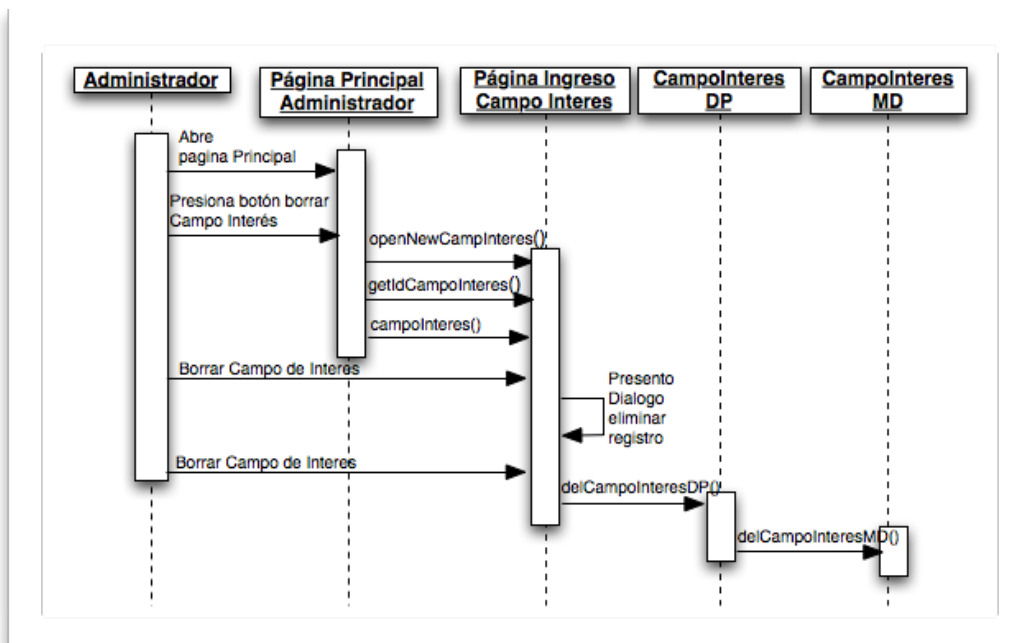 Administrador
Página Principal
Administrador
Página Ingreso
Campo Interes
CampoInteres
DP
CampoInteres
MD
Abre
pagina Principal
Presiona botón borrar
Campo Interés
openNewCampInteres()
getIdCampoInteres()
campoInteres()
Borrar Campo de Interes
Presento
Dialogo
eliminar
registro
Borrar Campo de Interes
delCampoInteresDP()
delCampoInteresMD()